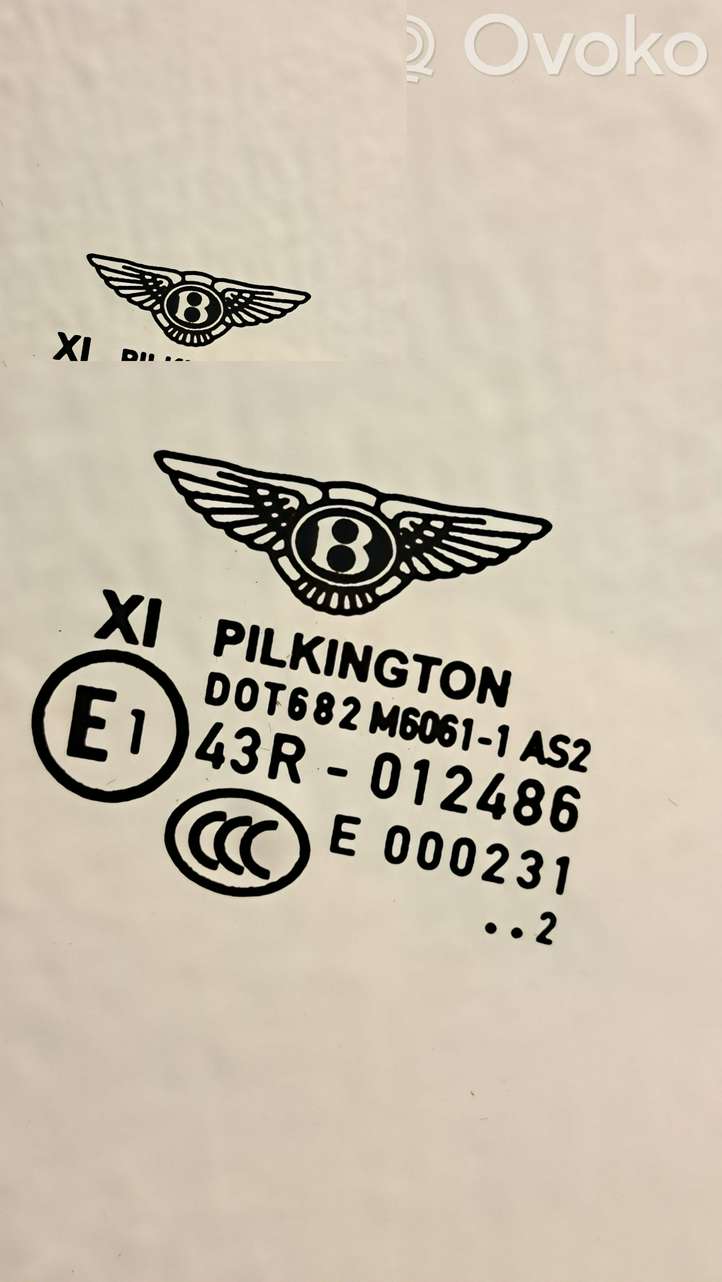 Ovoko
B
XI
B
XI PILKINGTON
E1 DOT682 M6061-1 AS2
43R - 012486
CCC E 000231
..2